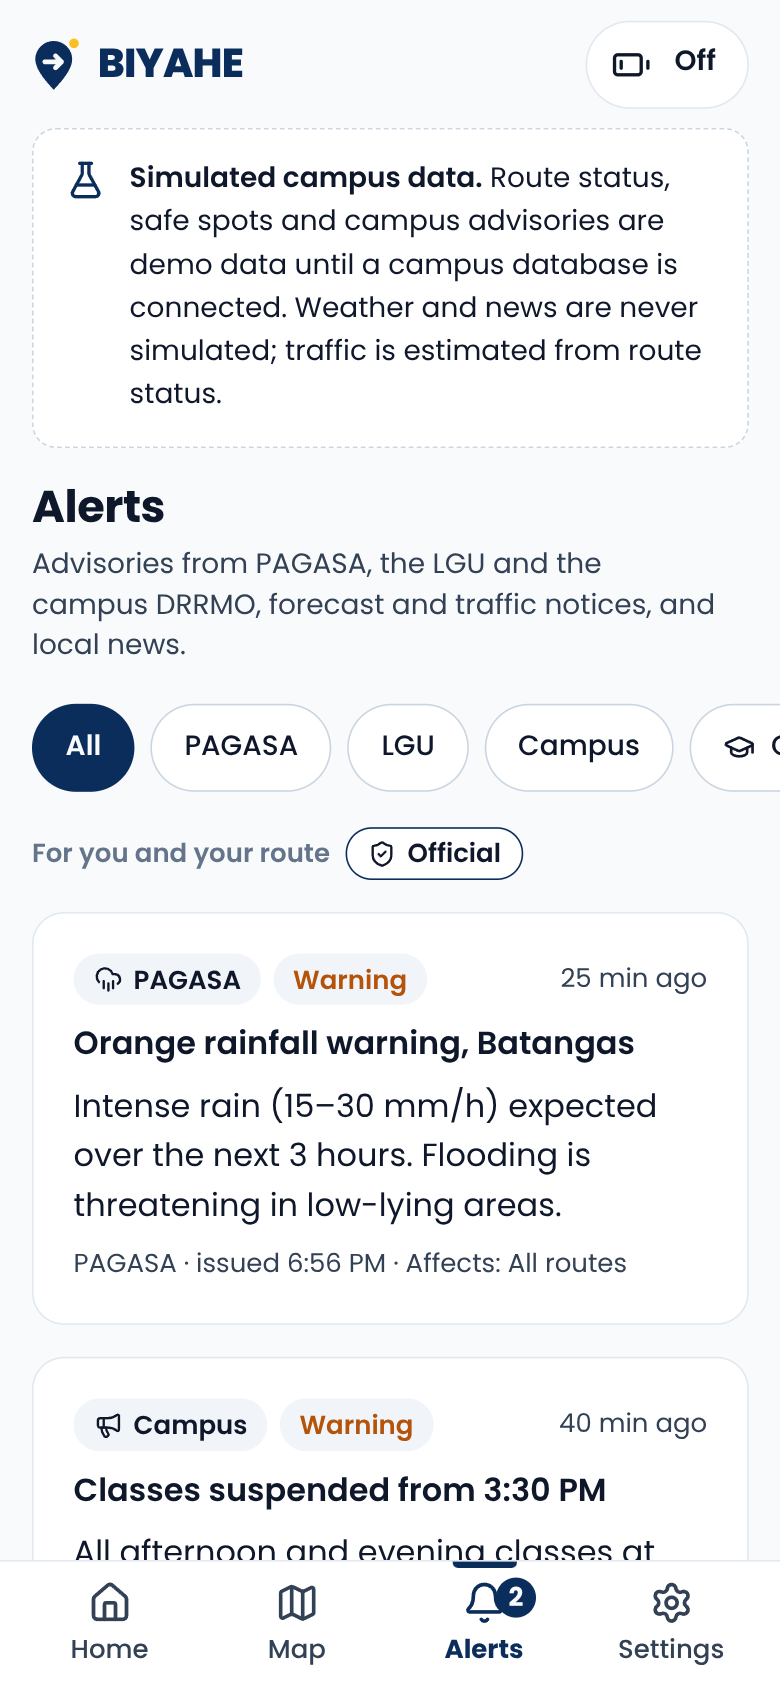 BIYAHE
Off
Simulated campus data. Route status,
safe spots and campus advisories are
demo data until a campus database is
connected. Weather and news are never
simulated; traffic is estimated from route
status.
Alerts
Advisories from PAGASA, the LGU and the
campus DRRMO, forecast and traffic notices, and
local news.
All PAGASA LGU Campus
For you and your route Official
PAGASA Warning 25 min ago
Orange rainfall warning, Batangas
Intense rain (15–30 mm/h) expected
over the next 3 hours. Flooding is
threatening in low-lying areas.
PAGASA · issued 6:56 PM · Affects: All routes
Campus Warning 40 min ago
Classes suspended from 3:30 PM
All afternoon and evening classes at
2
Home Map Alerts Settings